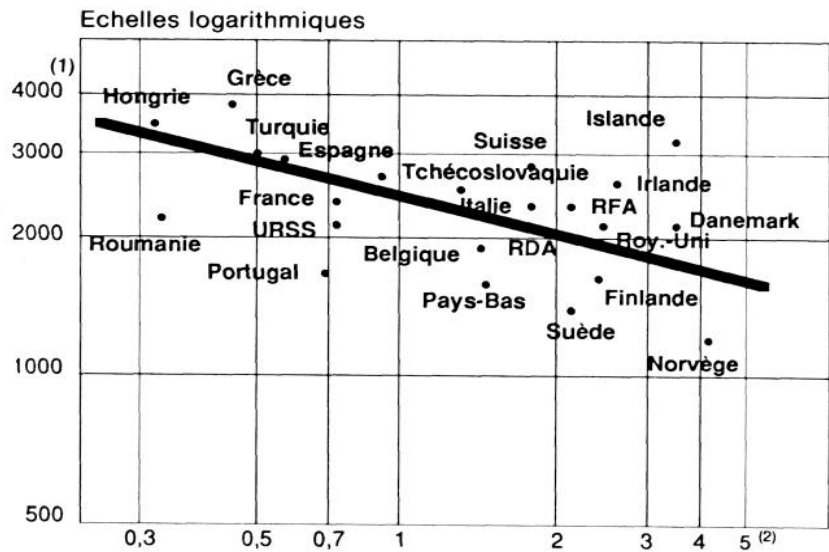 Echelles logarithmiques
(1)
4000
Hongrie
Grèce
Islande
Turquie
Suisse
3000
Espagne
Tchécoslovaquie
Irlande
France
Italie
RFA
Danemark
2000
Roumanie
URSS
Belgique
RDA
Roy.-Uni
Portugal
Pays-Bas
Finlande
Suède
Norvège
1000
500
0,3 0,5 0,7 1 2 3 4 5 (2)